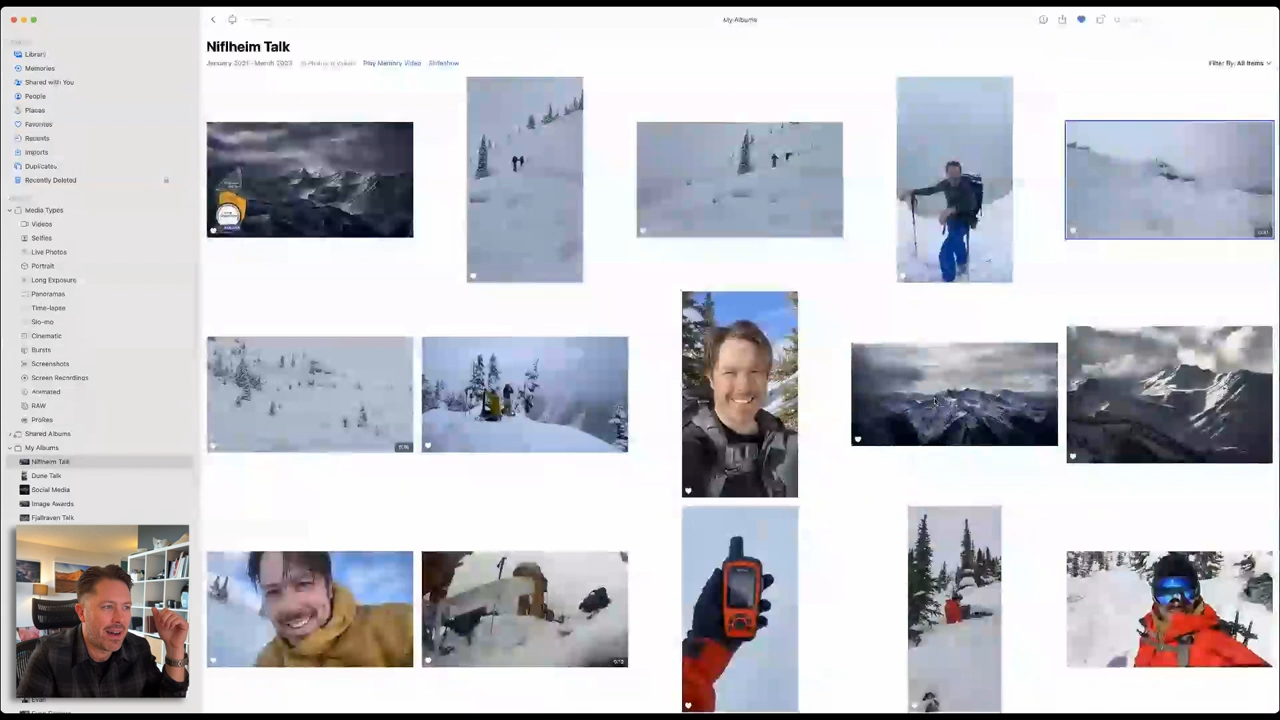 My Albums
Niflheim Talk
January 2021 - March 2023
Play Memory Video
Slideshow
Filter By: All Items
Library
Memories
Shared with You
People
Places
Favorites
Recents
Imports
Duplicates
Recently Deleted
Media Types
Videos
Selfies
Live Photos
Portrait
Long Exposure
Panoramas
Time-lapse
Slo-mo
Cinematic
Bursts
Screenshots
Screen Recordings
Animated
RAW
ProRes
Shared Albums
My Albums
Niflheim Talk
Dune Talk
Social Media
Image Awards
Fjallraven Talk